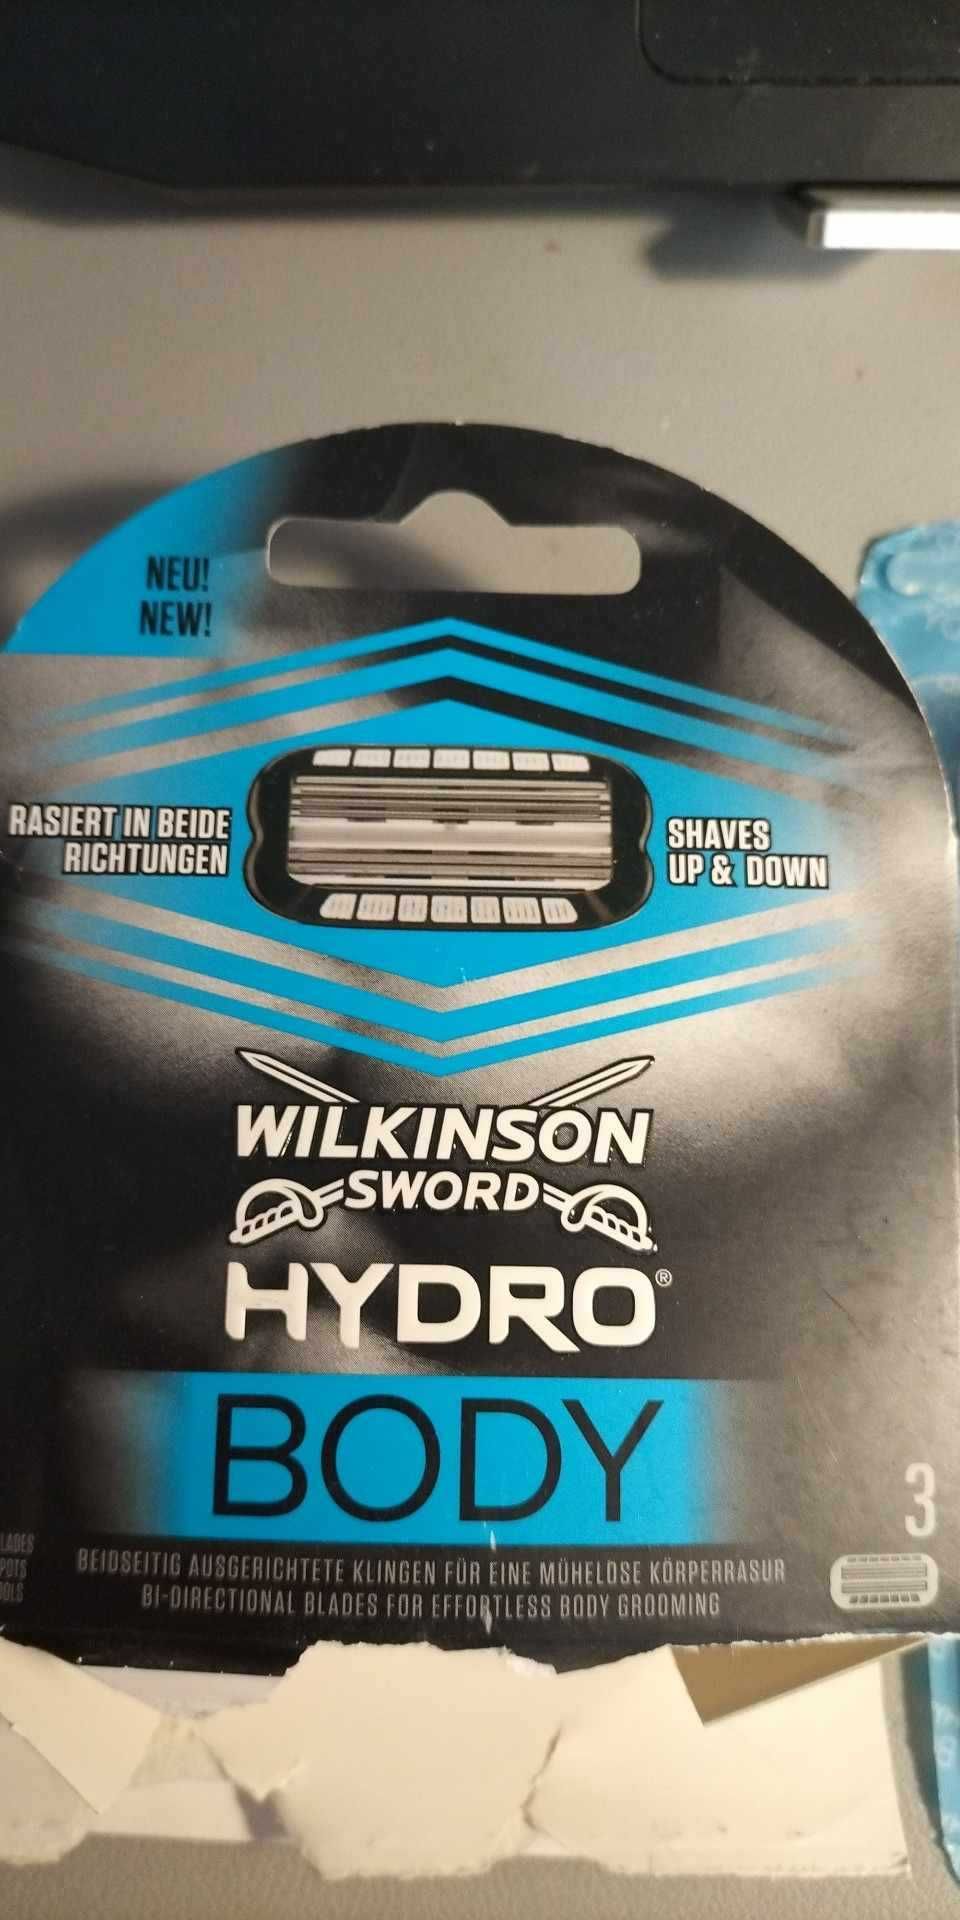 NEU!
NEW!
RASIERT IN BEIDE
RICHTUNGEN
SHAVES
UP & DOWN
WILKINSON
SWORD
HYDRO®
BODY
3
BEIDSEITIG AUSGERICHTETE KLINGEN FÜR EINE MÜHELOSE KÖRPERRASUR
BI-DIRECTIONAL BLADES FOR EFFORTLESS BODY GROOMING